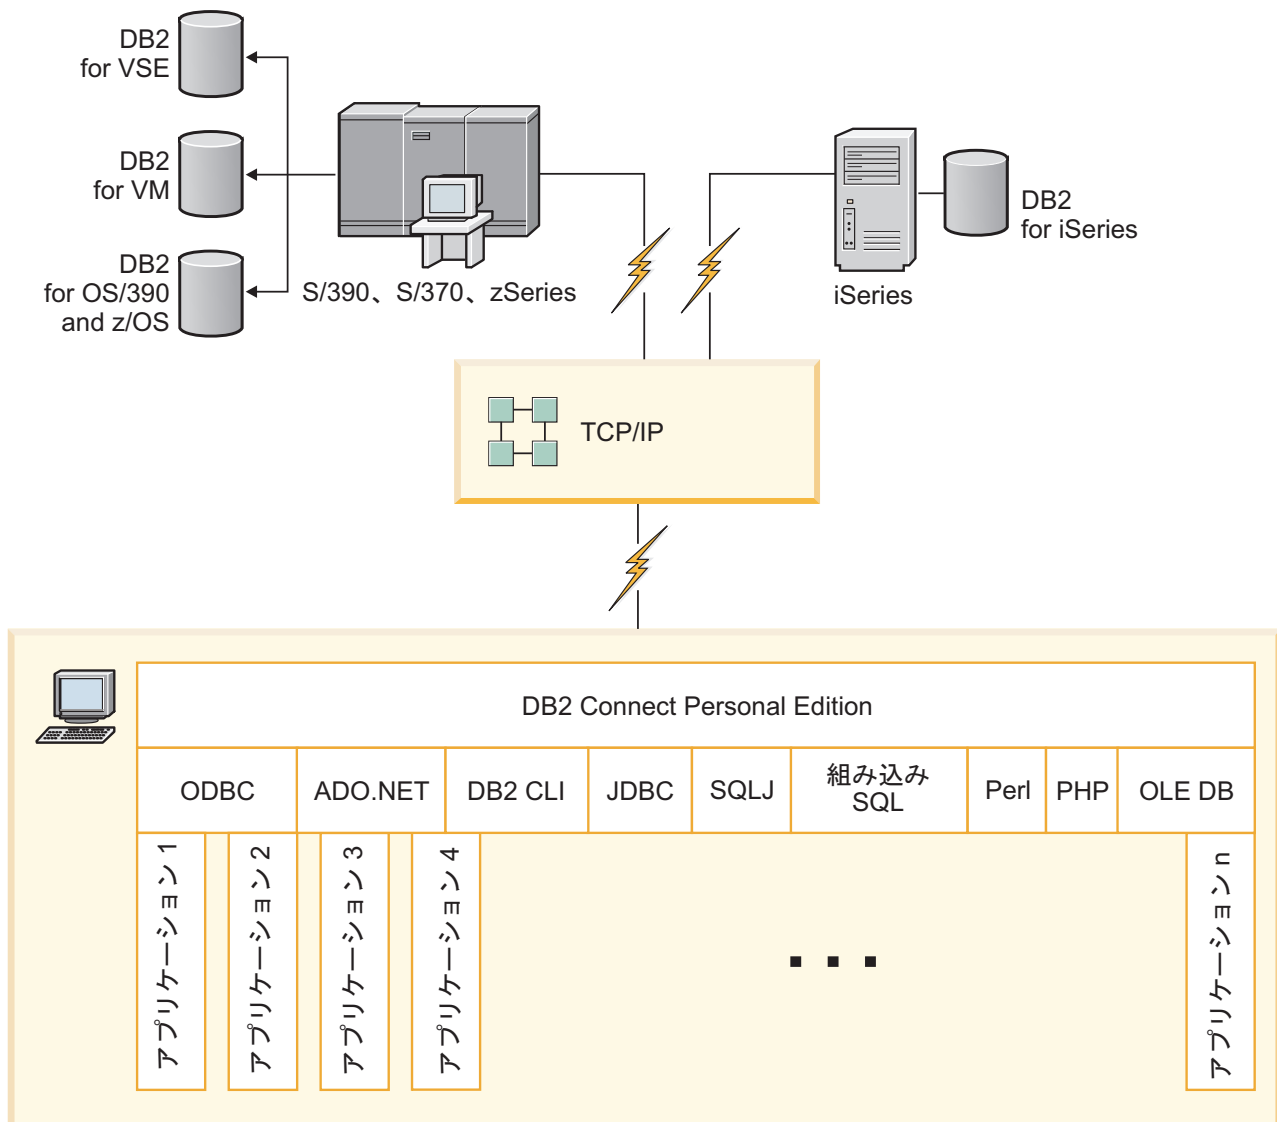 DB2
for VSE
DB2
for VM
DB2
for OS/390
and z/OS
S/390、S/370、zSeries
iSeries
DB2
for iSeries
TCP/IP
DB2 Connect Personal Edition
ODBC
ADO.NET
DB2 CLI
JDBC
SQLJ
組み込み
SQL
Perl
PHP
OLE DB
アプリケーション 1
アプリケーション 2
アプリケーション 3
アプリケーション 4
アプリケーション n